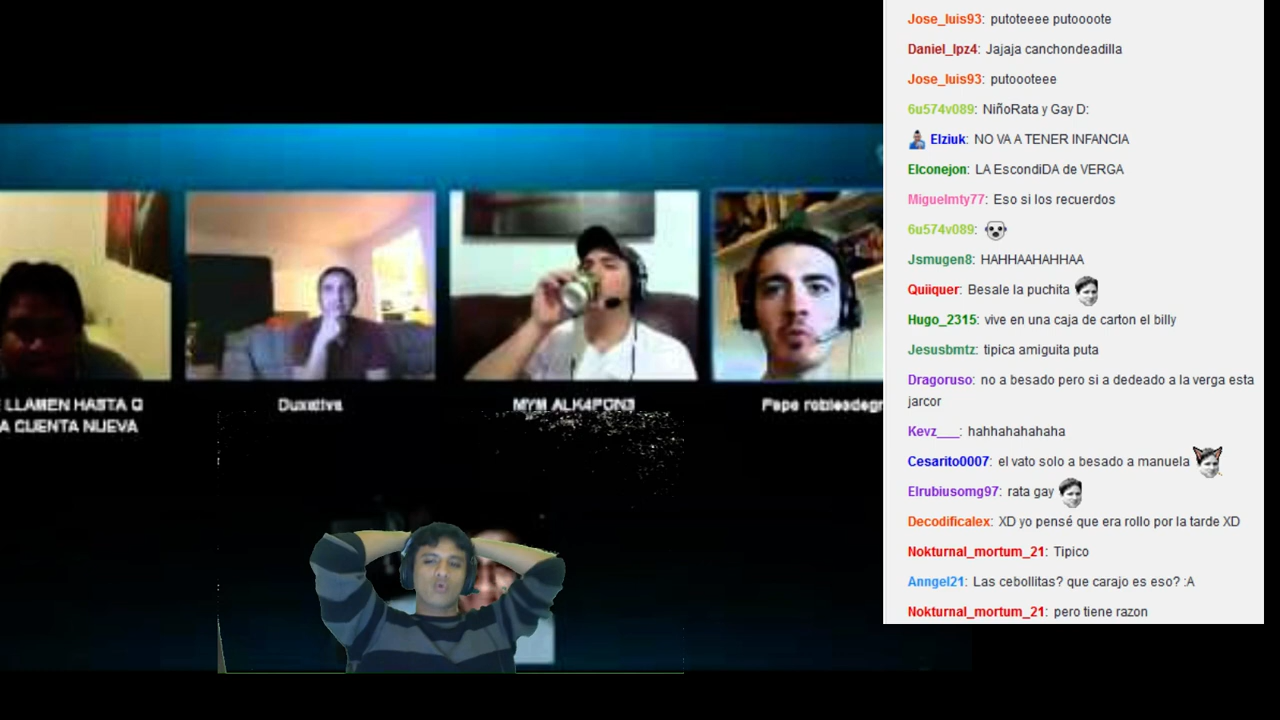 LLAMEN HASTA Q
A CUENTA NUEVA
Duxativa
MYM ALK4PON3
Pepe roblesdegr
Jose_luis93: putoteeee putoooote
Daniel_lpz4: Jajaja canchondeadilla
Jose_luis93: putoooteee
6u574v089: NiñoRata y Gay D:
Elziuk: NO VA A TENER INFANCIA
Elconejon: LA EscondiDA de VERGA
Miguelmty77: Eso si los recuerdos
6u574v089:
Jsmugen8: HAHHAAHAHHAA
Quiiquer: Besale la puchita
Hugo_2315: vive en una caja de carton el billy
Jesusbmtz: tipica amiguita puta
Dragoruso: no a besado pero si a dedeado a la verga esta
jarcor
Kevz___: hahhahahahaha
Cesarito0007: el vato solo a besado a manuela
Elrubiusomg97: rata gay
Decodificalex: XD yo pensé que era rollo por la tarde XD
Nokturnal_mortum_21: Tipico
Anngel21: Las cebollitas? que carajo es eso? :A
Nokturnal_mortum_21: pero tiene razon